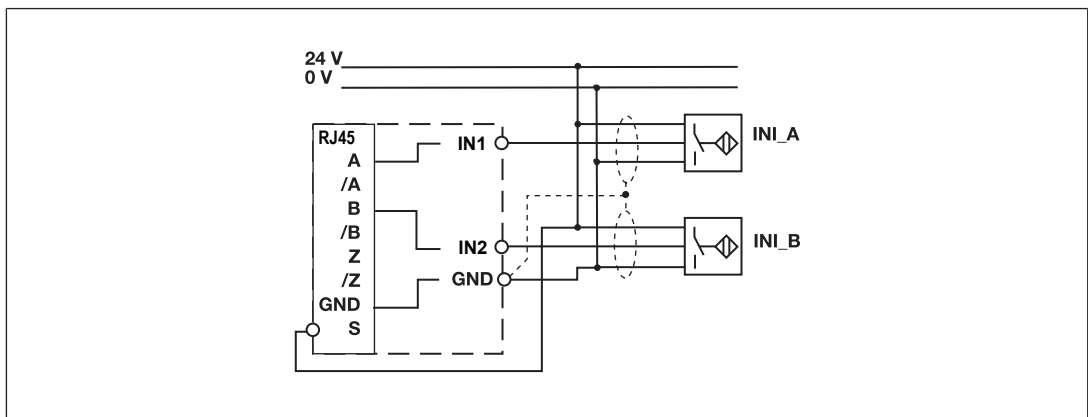 24 V
0 V
RJ45
A
/A
B
/B
Z
/Z
GND
S
IN1
IN2
GND
INI_A
INI_B